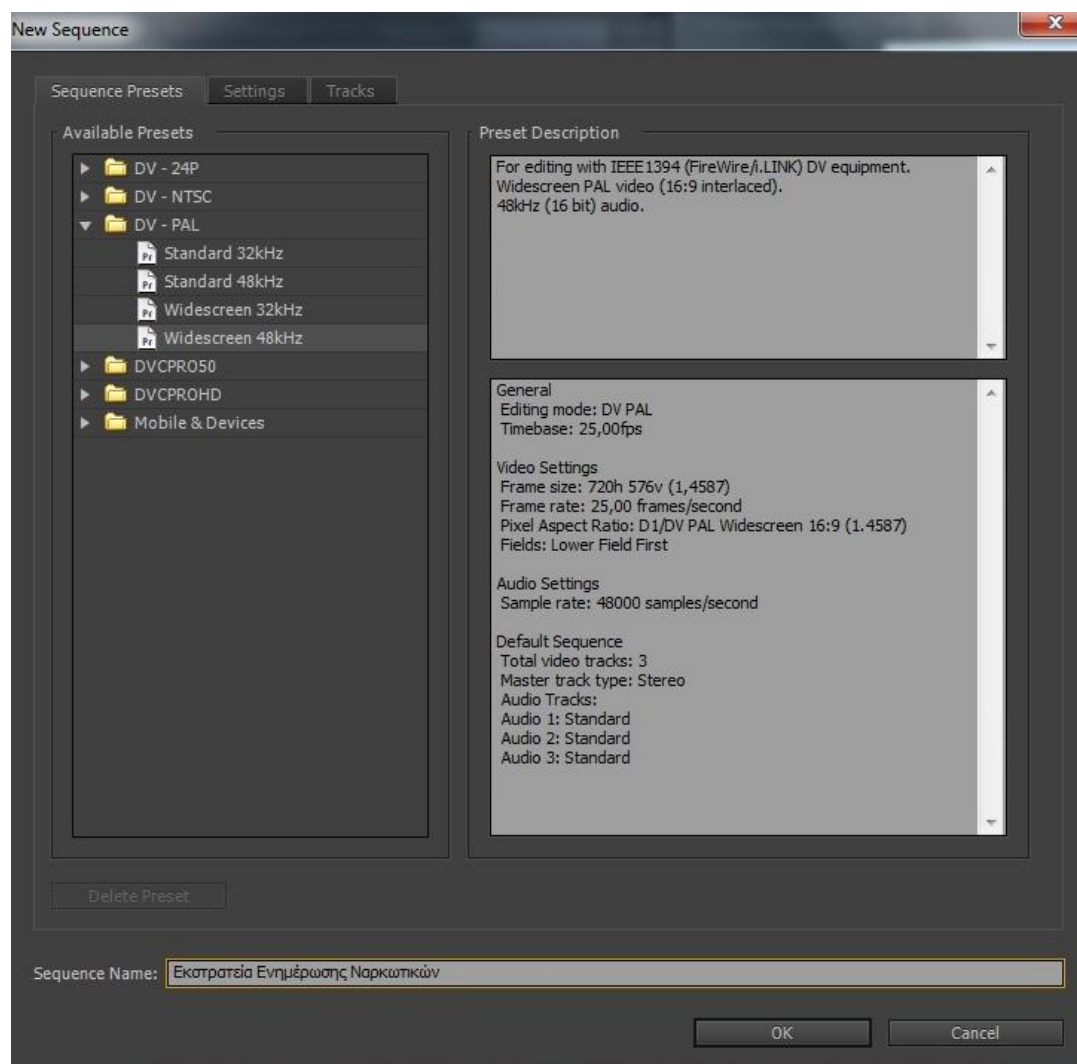 New Sequence
x
Sequence Presets Settings Tracks
Available Presets
DV - 24P
DV - NTSC
DV - PAL
Pr Standard 32kHz
Pr Standard 48kHz
Pr Widescreen 32kHz
Pr Widescreen 48kHz
DVCPRO50
DVCPROHD
Mobile & Devices
Preset Description
For editing with IEEE1394 (FireWire/i.LINK) DV equipment.
Widescreen PAL video (16:9 interlaced).
48kHz (16 bit) audio.
General
Editing mode: DV PAL
Timebase: 25,00fps
Video Settings
Frame size: 720h 576v (1,4587)
Frame rate: 25,00 frames/second
Pixel Aspect Ratio: D1/DV PAL Widescreen 16:9 (1.4587)
Fields: Lower Field First
Audio Settings
Sample rate: 48000 samples/second
Default Sequence
Total video tracks: 3
Master track type: Stereo
Audio Tracks:
Audio 1: Standard
Audio 2: Standard
Audio 3: Standard
Delete Preset
Sequence Name: Εκστρατεία Ενημέρωσης Ναρκωτικών
OK Cancel